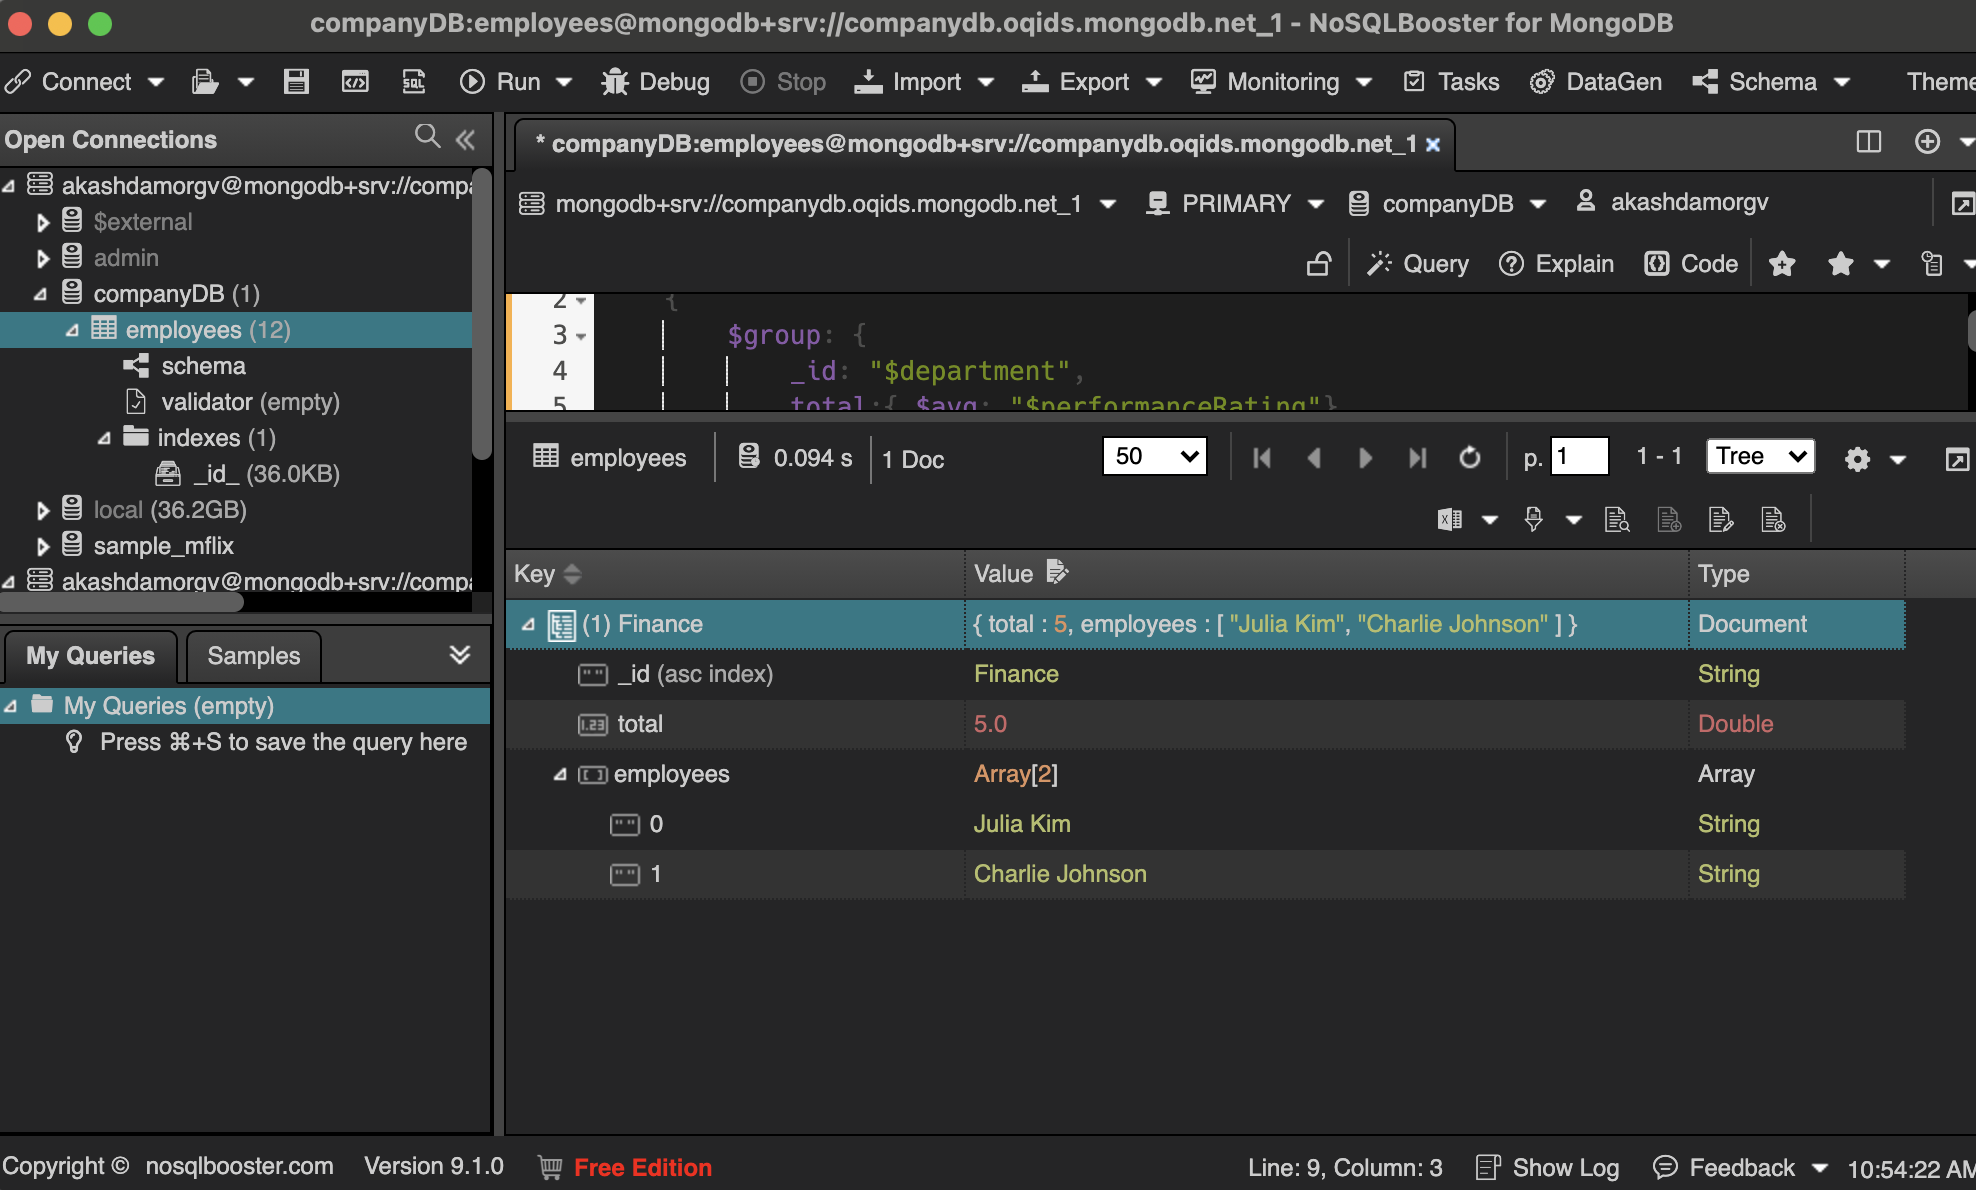 companyDB:employees@mongodb+srv://companydb.oqids.mongodb.net_1 - NoSQLBooster for MongoDB
Connect Run Debug Stop Import Export Monitoring Tasks DataGen Schema Theme
Open Connections
akashdamorgv@mongodb+srv://compa
$external
admin
companyDB (1)
employees (12)
schema
validator (empty)
indexes (1)
_id_ (36.0KB)
local (36.2GB)
sample_mflix
akashdamorgv@mongodb+srv://compa
My Queries Samples
My Queries (empty)
Press ⌘+S to save the query here
* companyDB:employees@mongodb+srv://companydb.oqids.mongodb.net_1 ×
mongodb+srv://companydb.oqids.mongodb.net_1 PRIMARY companyDB akashdamorgv
Query Explain Code
2 {
3 $group: {
4 _id: "$department",
5 total:{ $avg: "$performanceRating"}
employees 0.094 s 1 Doc 50 p. 1 1 - 1 Tree
Key Value Type
(1) Finance { total : 5, employees : [ "Julia Kim", "Charlie Johnson" ] } Document
_id (asc index) Finance String
total 5.0 Double
employees Array[2] Array
0 Julia Kim String
1 Charlie Johnson String
Copyright © nosqlbooster.com Version 9.1.0 Free Edition Line: 9, Column: 3 Show Log Feedback 10:54:22 AM